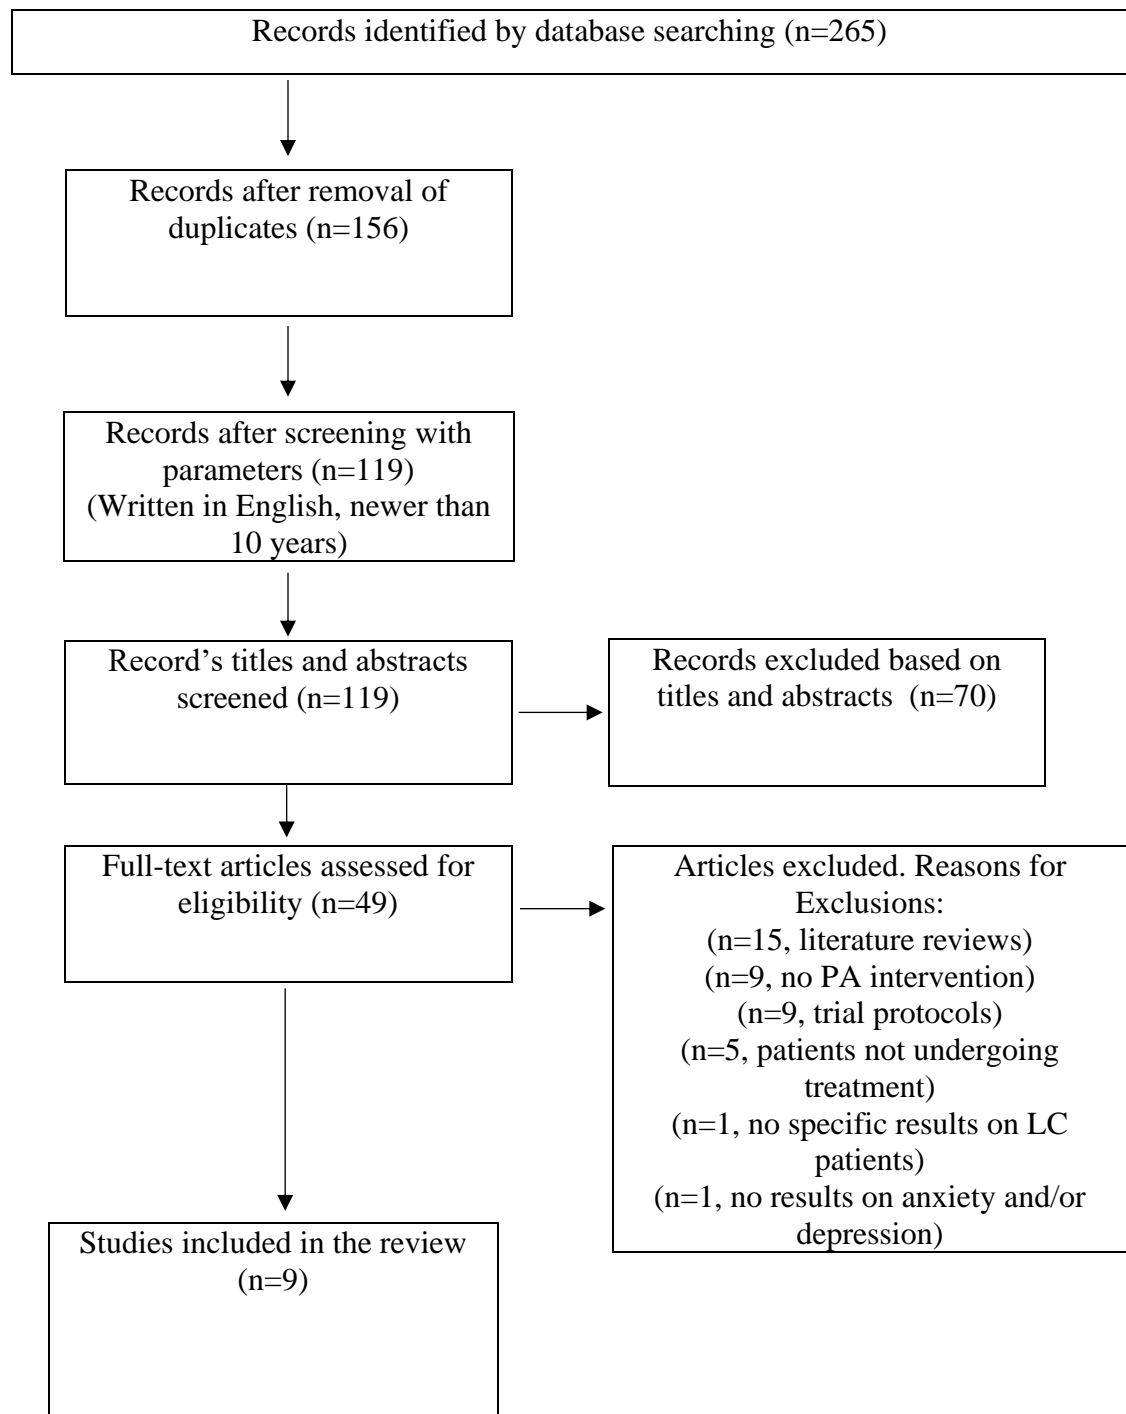 Records identified by database searching (n=265)
Records after removal of
duplicates (n=156)
Records after screening with
parameters (n=119)
(Written in English, newer than
10 years)
Record’s titles and abstracts
screened (n=119)
Records excluded based on
titles and abstracts (n=70)
Full-text articles assessed for
eligibility (n=49)
Articles excluded. Reasons for
Exclusions:
(n=15, literature reviews)
(n=9, no PA intervention)
(n=9, trial protocols)
(n=5, patients not undergoing
treatment)
(n=1, no specific results on LC
patients)
(n=1, no results on anxiety and/or
depression)
Studies included in the review
(n=9)